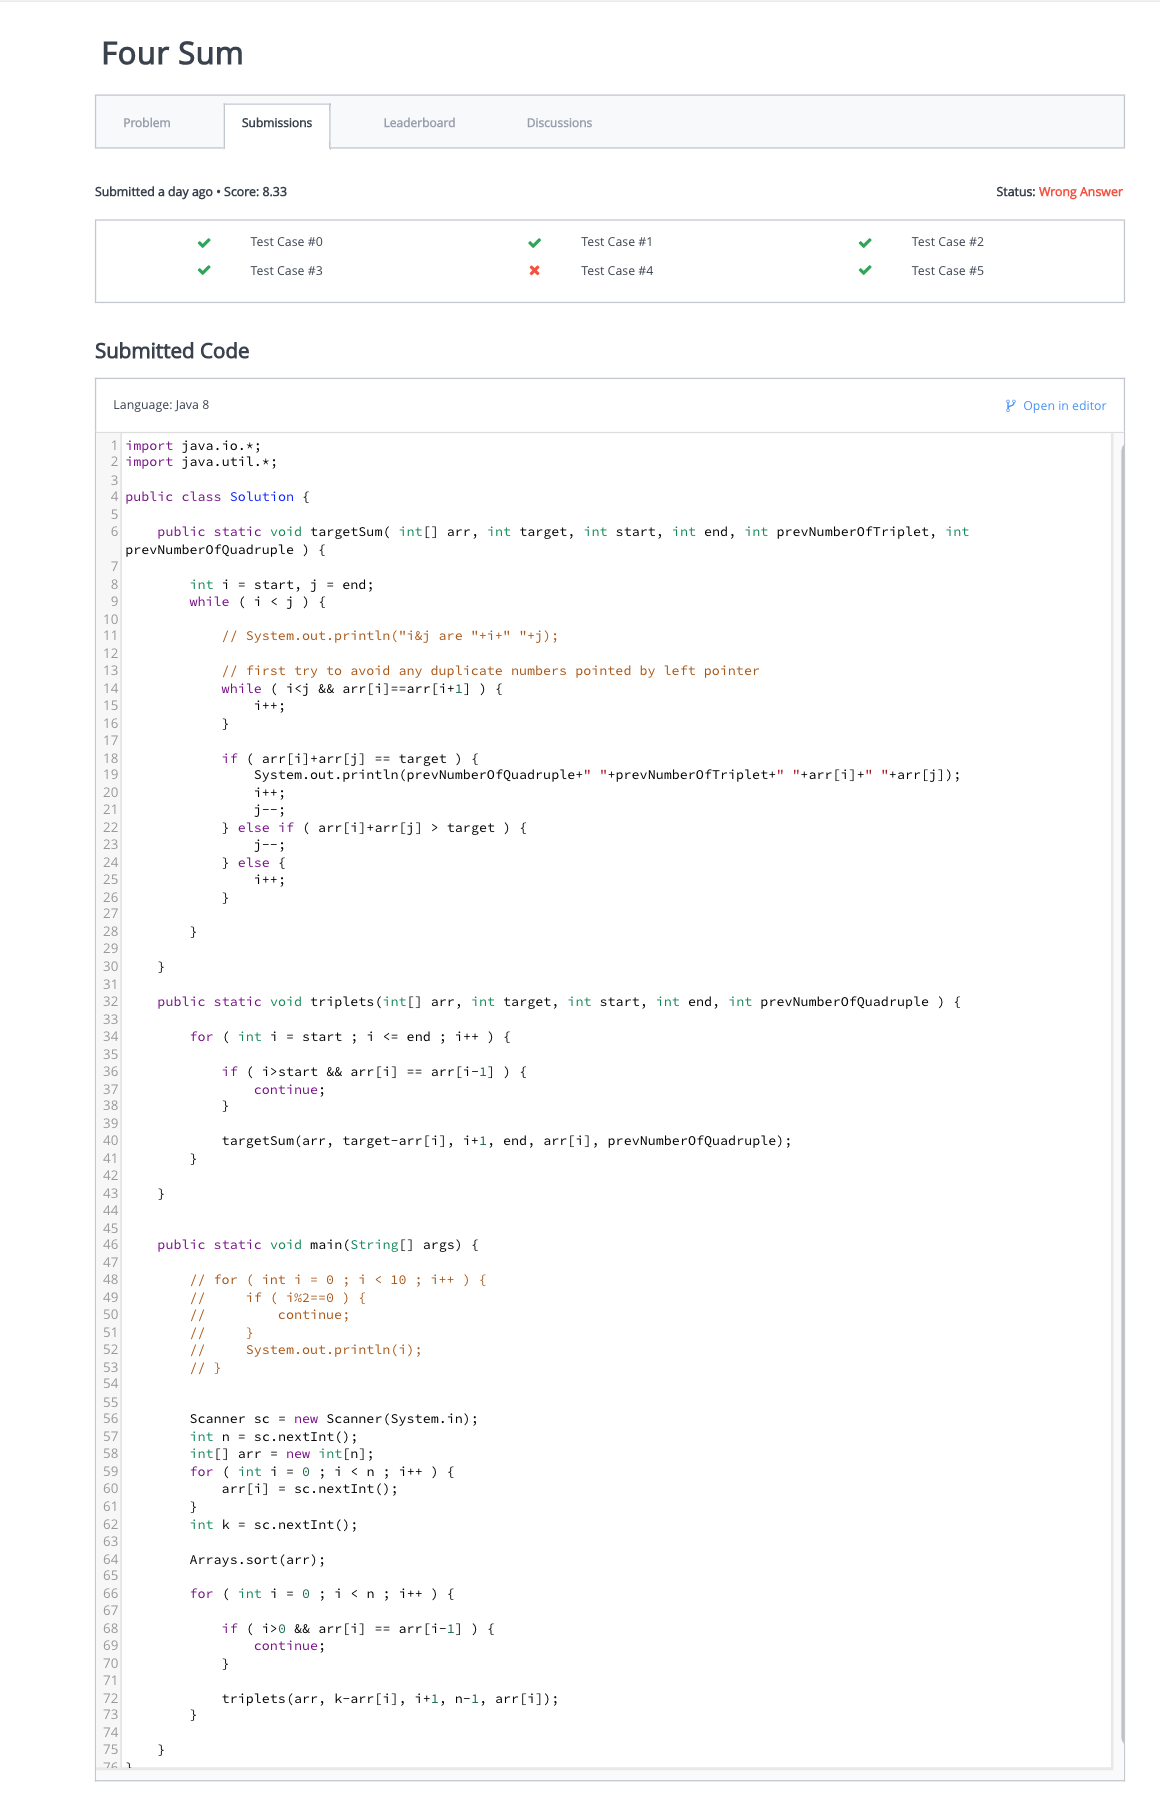 Four Sum
Problem Submissions Leaderboard Discussions
Submitted a day ago • Score: 8.33 Status: Wrong Answer
Test Case #0 Test Case #1 Test Case #2
Test Case #3 Test Case #4 Test Case #5
Submitted Code
Language: Java 8 Open in editor
1 import java.io.*;
2 import java.util.*;
3
4 public class Solution {
5
6     public static void targetSum( int[] arr, int target, int start, int end, int prevNumberOfTriplet, int
prevNumberOfQuadruple ) {
7
8         int i = start, j = end;
9         while ( i < j ) {
10
11             // System.out.println("i&j are "+i+" "+j);
12
13             // first try to avoid any duplicate numbers pointed by left pointer
14             while ( i<j && arr[i]==arr[i+1] ) {
15                 i++;
16             }
17
18             if ( arr[i]+arr[j] == target ) {
19                 System.out.println(prevNumberOfQuadruple+" "+prevNumberOfTriplet+" "+arr[i]+" "+arr[j]);
20                 i++;
21                 j--;
22             } else if ( arr[i]+arr[j] > target ) {
23                 j--;
24             } else {
25                 i++;
26             }
27
28         }
29
30     }
31
32     public static void triplets(int[] arr, int target, int start, int end, int prevNumberOfQuadruple ) {
33
34         for ( int i = start ; i <= end ; i++ ) {
35
36             if ( i>start && arr[i] == arr[i-1] ) {
37                 continue;
38             }
39
40             targetSum(arr, target-arr[i], i+1, end, arr[i], prevNumberOfQuadruple);
41         }
42
43     }
44
45
46     public static void main(String[] args) {
47
48         // for ( int i = 0 ; i < 10 ; i++ ) {
49         //     if ( i%2==0 ) {
50         //         continue;
51         //     }
52         //     System.out.println(i);
53         // }
54
55
56         Scanner sc = new Scanner(System.in);
57         int n = sc.nextInt();
58         int[] arr = new int[n];
59         for ( int i = 0 ; i < n ; i++ ) {
60             arr[i] = sc.nextInt();
61         }
62         int k = sc.nextInt();
63
64         Arrays.sort(arr);
65
66         for ( int i = 0 ; i < n ; i++ ) {
67
68             if ( i>0 && arr[i] == arr[i-1] ) {
69                 continue;
70             }
71
72             triplets(arr, k-arr[i], i+1, n-1, arr[i]);
73         }
74
75     }
76 }